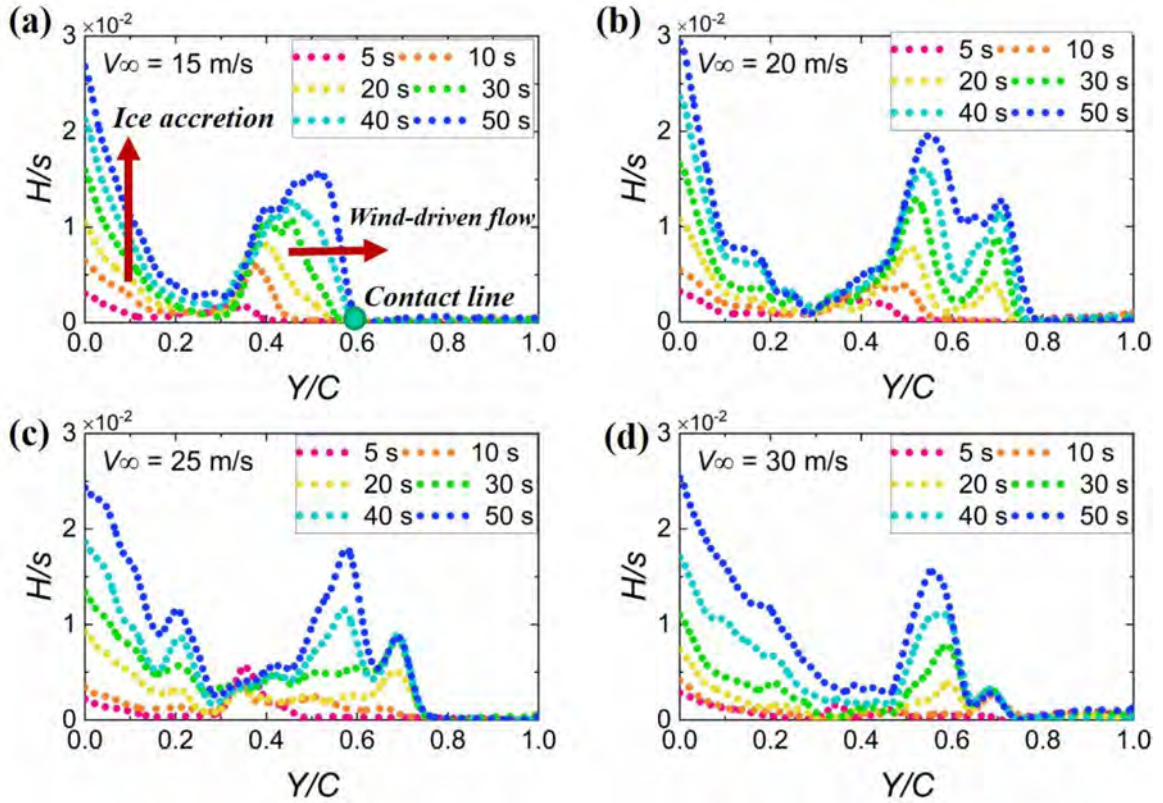 (a)
×10⁻²
3
2
1
0
H/s
V∞ = 15 m/s
5 s 10 s
20 s 30 s
40 s 50 s
Ice accretion
Wind-driven flow
Contact line
0.0 0.2 0.4 0.6 0.8 1.0
Y/C
(b)
×10⁻²
3
2
1
0
H/s
V∞ = 20 m/s
5 s 10 s
20 s 30 s
40 s 50 s
0.0 0.2 0.4 0.6 0.8 1.0
Y/C
(c)
×10⁻²
3
2
1
0
H/s
V∞ = 25 m/s
5 s 10 s
20 s 30 s
40 s 50 s
0.0 0.2 0.4 0.6 0.8 1.0
Y/C
(d)
×10⁻²
3
2
1
0
H/s
V∞ = 30 m/s
5 s 10 s
20 s 30 s
40 s 50 s
0.0 0.2 0.4 0.6 0.8 1.0
Y/C